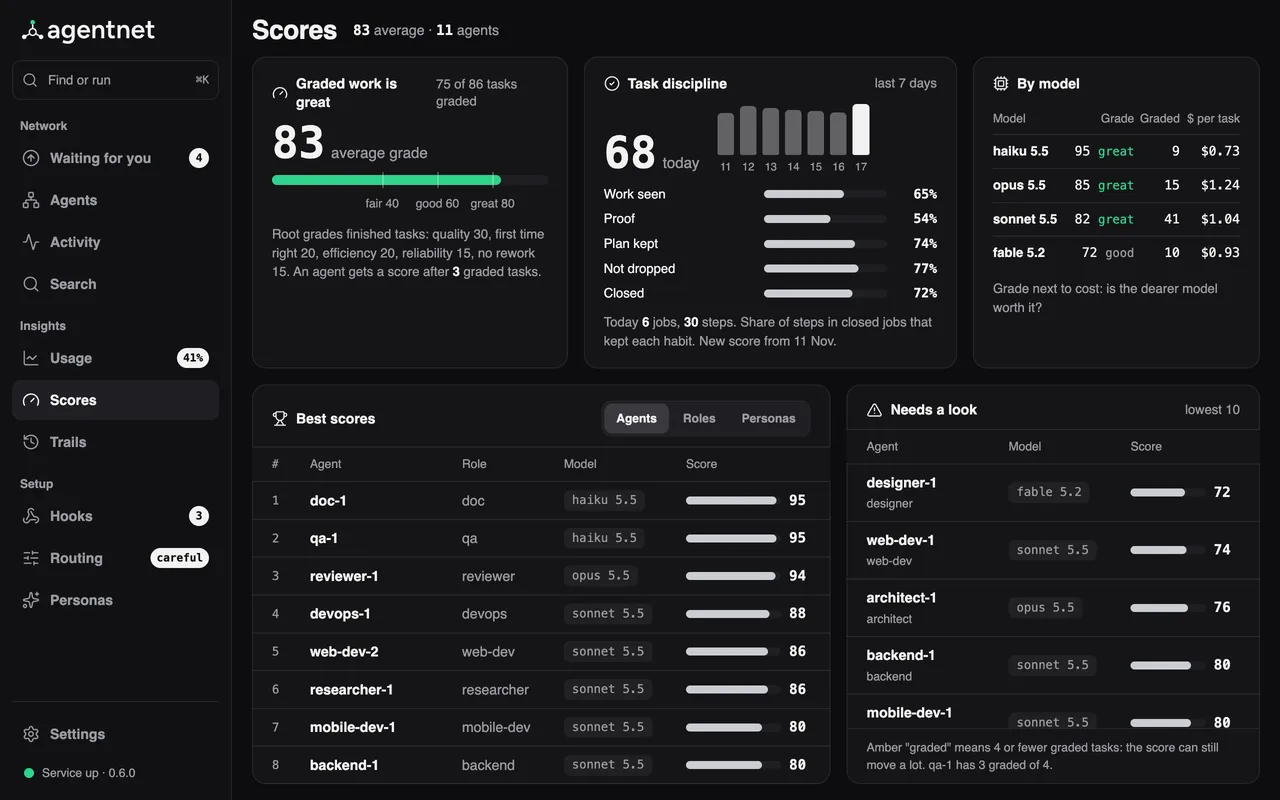 agentnet
Find or run ⌘K
Network
Waiting for you 4
Agents
Activity
Search
Insights
Usage 41%
Scores
Trails
Setup
Hooks 3
Routing careful
Personas
Settings
Service up · 0.6.0
Scores 83 average · 11 agents
Graded work is
great
75 of 86 tasks
graded
83 average grade
fair 40 good 60 great 80
Root grades finished tasks: quality 30, first time
right 20, efficiency 20, reliability 15, no rework
15. An agent gets a score after 3 graded tasks.
Task discipline last 7 days
68 today
11 12 13 14 15 16 17
Work seen 65%
Proof 54%
Plan kept 74%
Not dropped 77%
Closed 72%
Today 6 jobs, 30 steps. Share of steps in closed jobs that
kept each habit. New score from 11 Nov.
By model
Model Grade Graded $ per task
haiku 5.5 95 great 9 $0.73
opus 5.5 85 great 15 $1.24
sonnet 5.5 82 great 41 $1.04
fable 5.2 72 good 10 $0.93
Grade next to cost: is the dearer model
worth it?
Best scores Agents Roles Personas
# Agent Role Model Score
1 doc-1 doc haiku 5.5 95
2 qa-1 qa haiku 5.5 95
3 reviewer-1 reviewer opus 5.5 94
4 devops-1 devops sonnet 5.5 88
5 web-dev-2 web-dev sonnet 5.5 86
6 researcher-1 researcher sonnet 5.5 86
7 mobile-dev-1 mobile-dev sonnet 5.5 80
8 backend-1 backend sonnet 5.5 80
Needs a look lowest 10
Agent Model Score
designer-1 fable 5.2 72
designer
web-dev-1 sonnet 5.5 74
web-dev
architect-1 opus 5.5 76
architect
backend-1 sonnet 5.5 80
backend
mobile-dev-1 sonnet 5.5 80
Amber "graded" means 4 or fewer graded tasks: the score can still
move a lot. qa-1 has 3 graded of 4.